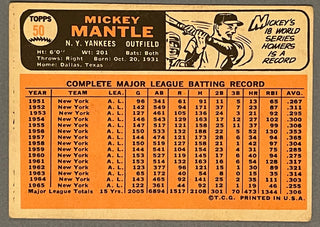 TOPPS
50
MICKEY
MANTLE
N. Y. YANKEES OUTFIELD
Ht: 6'0" Wt: 201 Bats: Both
Throws: Right Born: Oct. 20, 1931
Home: Dallas, Texas
MICKEY'S
18 WORLD
SERIES
HOMERS IS
A RECORD
COMPLETE MAJOR LEAGUE BATTING RECORD
YEAR TEAM LEA. G AB R H 2B 3B HR RBI AVG.
1951 New York A. L. 96 341 61 91 11 5 13 65 .267
1952 New York A. L. 142 549 94 171 37 7 23 87 .311
1953 New York A. L. 127 461 105 136 24 3 21 92 .295
1954 New York A. L. 146 543 129 163 17 12 27 102 .300
1955 New York A. L. 147 517 121 158 25 11 37 99 .306
1956 New York A. L. 150 533 132 188 22 5 52 130 .353
1957 New York A. L. 144 474 121 173 28 6 34 94 .365
1958 New York A. L. 150 519 127 158 21 1 42 97 .304
1959 New York A. L. 144 541 104 154 23 4 31 75 .285
1960 New York A. L. 153 527 119 145 17 6 40 94 .275
1961 New York A. L. 153 514 132 163 16 6 54 128 .317
1962 New York A. L. 123 377 96 121 15 1 30 89 .321
1963 New York A. L. 65 172 40 54 8 0 15 35 .314
1964 New York A. L. 143 465 92 141 25 2 35 111 .303
1965 New York A. L. 122 361 44 92 12 1 19 46 .255
Major League Totals 15 Yrs. 2005 6894 1517 2108 301 70 473 1344 .306
©T.C.G. PRINTED IN U.S.A.